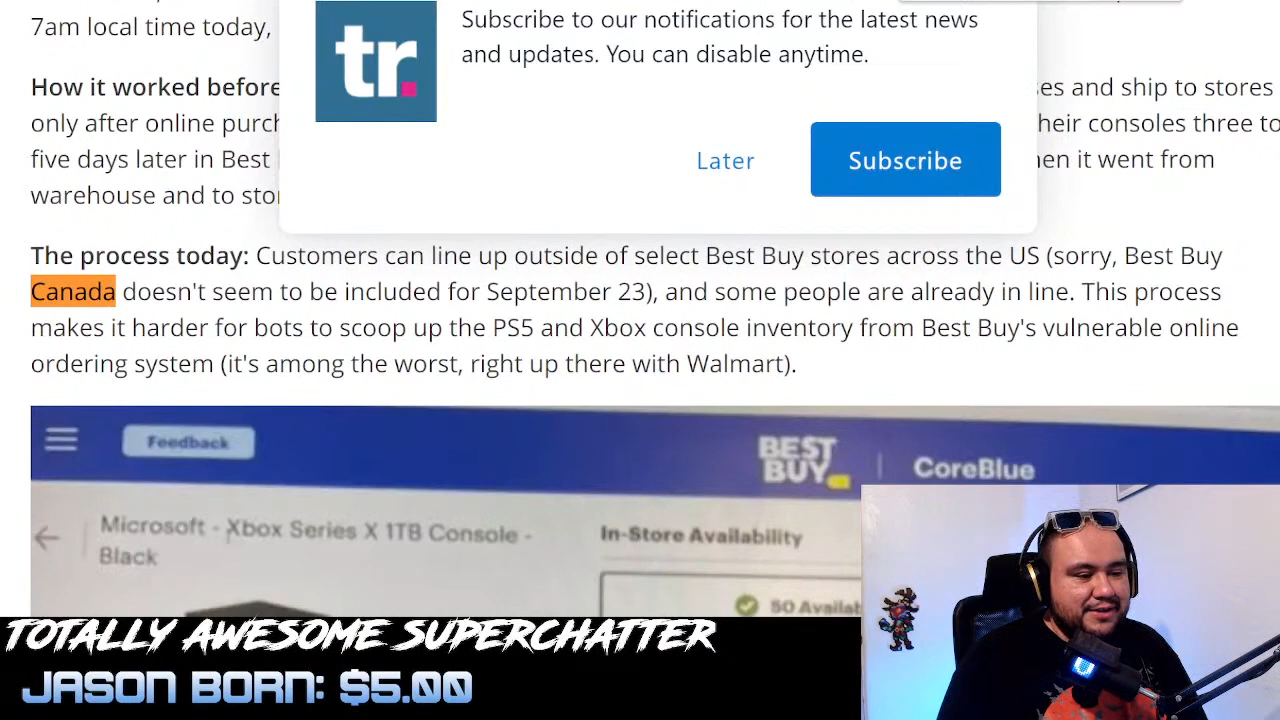 7am local time today,
tr.
Subscribe to our notifications for the latest news
and updates. You can disable anytime.
Later
Subscribe
How it worked before
ses and ship to stores
only after online purch
heir consoles three to
five days later in Best
en it went from
warehouse and to sto
The process today: Customers can line up outside of select Best Buy stores across the US (sorry, Best Buy
Canada doesn't seem to be included for September 23), and some people are already in line. This process
makes it harder for bots to scoop up the PS5 and Xbox console inventory from Best Buy's vulnerable online
ordering system (it's among the worst, right up there with Walmart).
Feedback
BEST
BUY
CoreBlue
Microsoft - Xbox Series X 1TB Console -
Black
In-Store Availability
50 Availab
TOTALLY AWESOME SUPERCHATTER
JASON BORN: $5.00